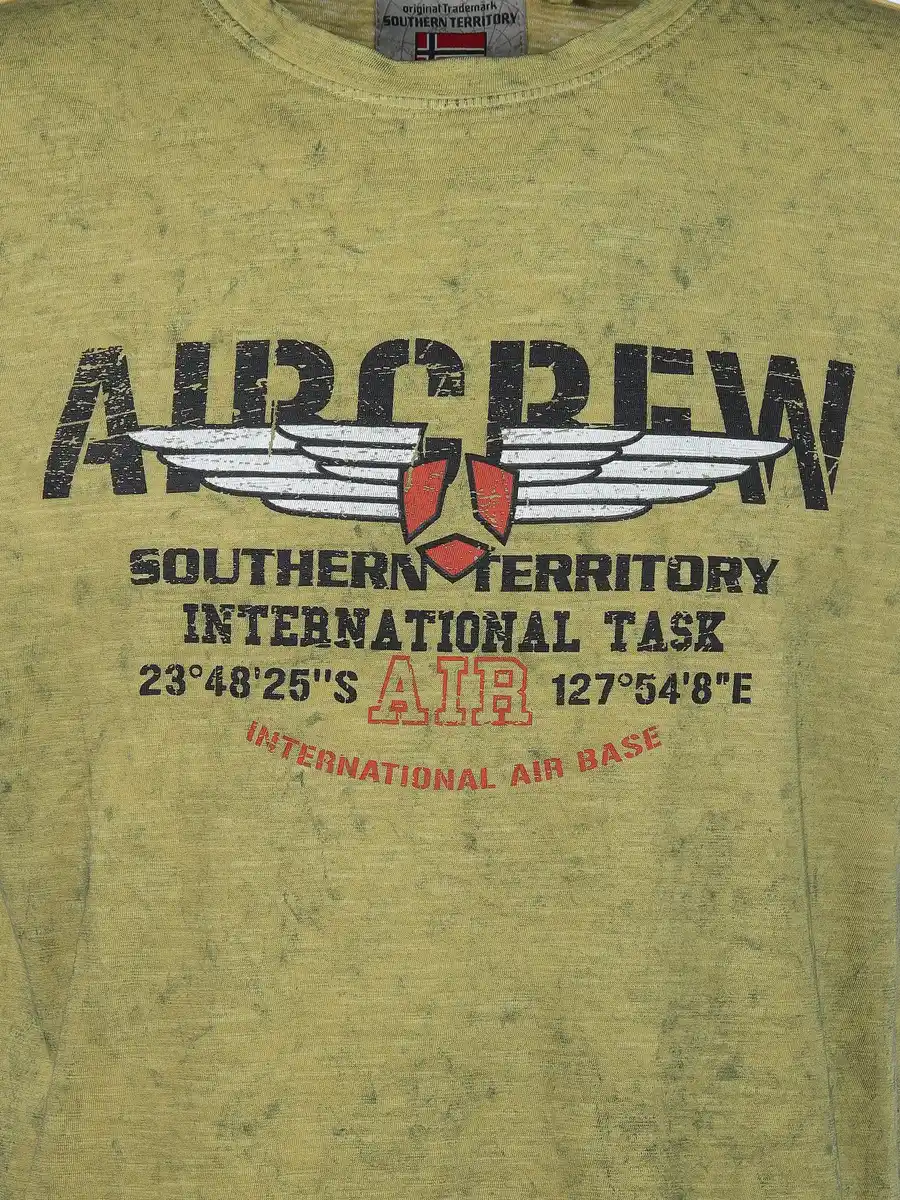 original Trademark
SOUTHERN TERRITORY
AIRCREW
SOUTHERN TERRITORY
INTERNATIONAL TASK
23°48'25"S AIR 127°54'8"E
INTERNATIONAL AIR BASE